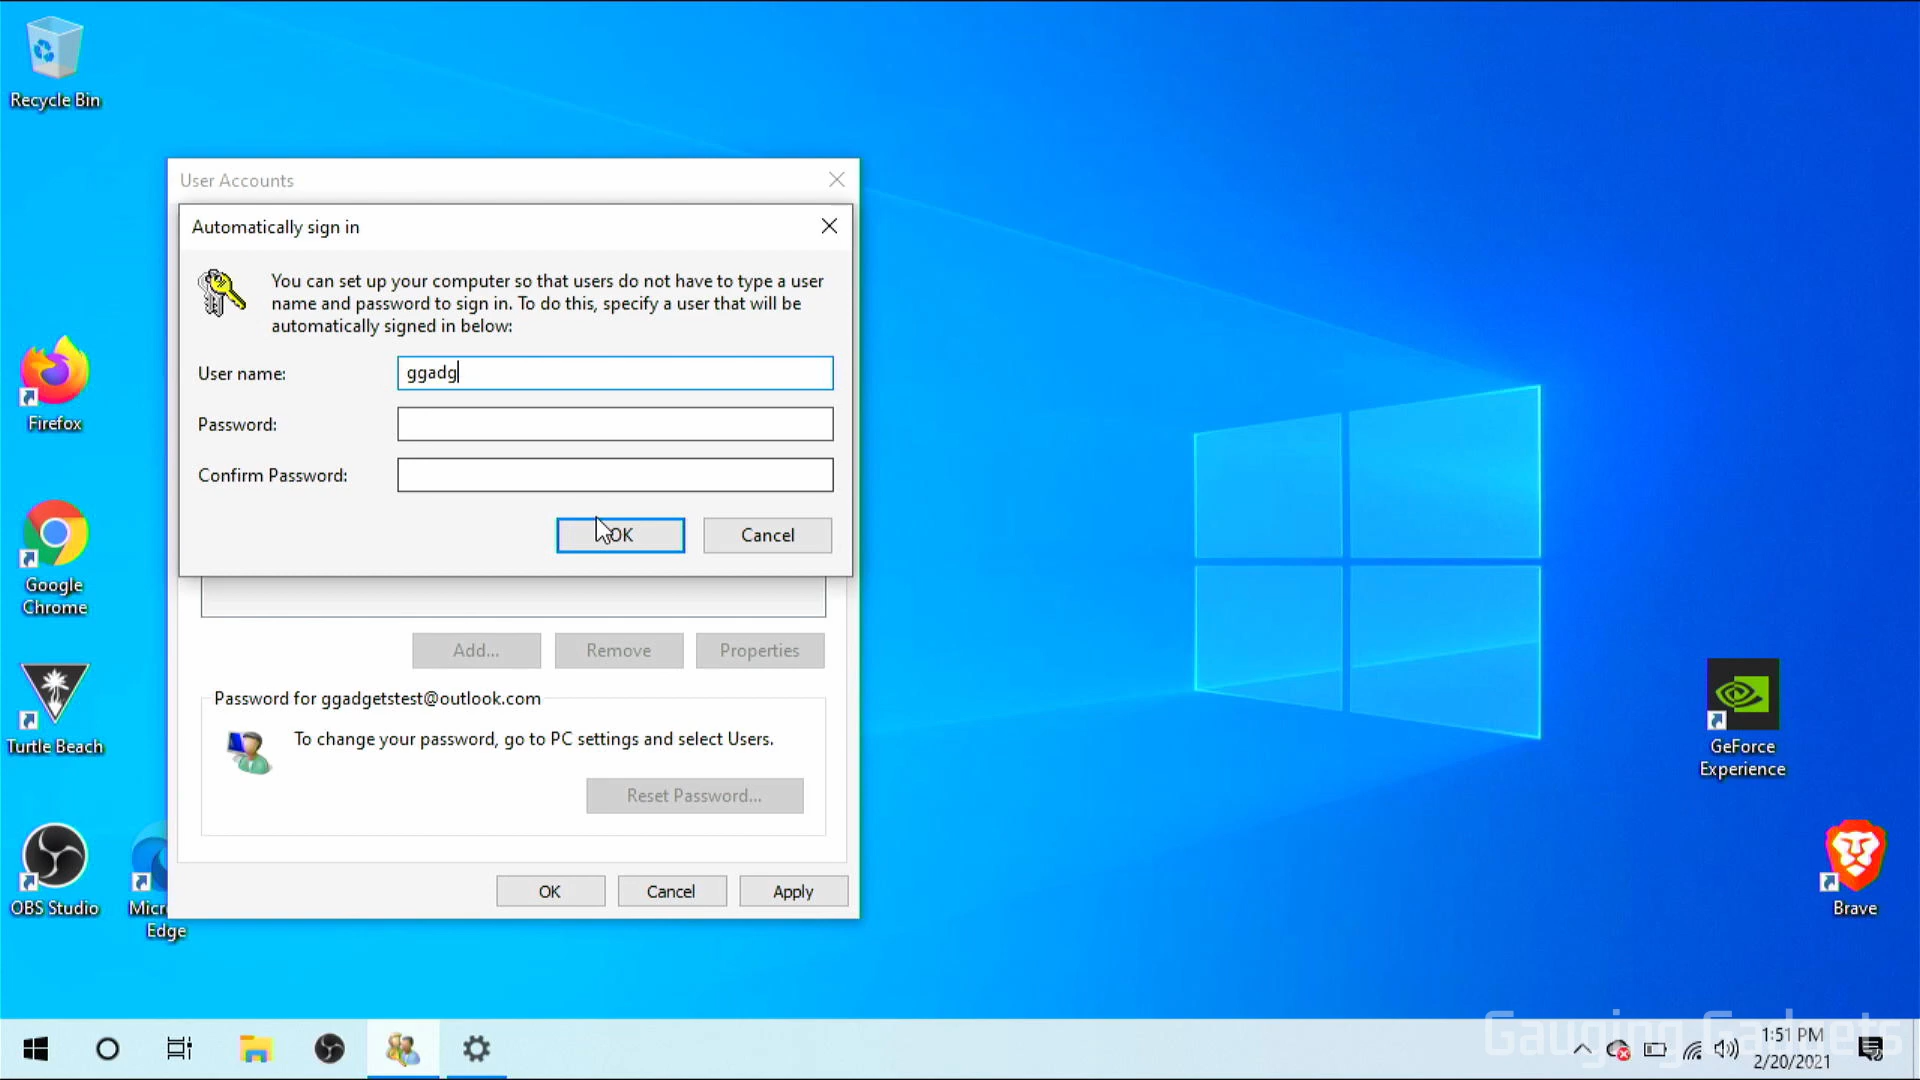 Recycle Bin
User Accounts
Automatically sign in
You can set up your computer so that users do not have to type a user
name and password to sign in. To do this, specify a user that will be
automatically signed in below:
User name:
ggadg
Password:
Confirm Password:
OK
Cancel
Add...
Remove
Properties
Password for ggadgetstest@outlook.com
To change your password, go to PC settings and select Users.
Reset Password...
OK
Cancel
Apply
Firefox
Google
Chrome
Turtle Beach
OBS Studio
Micr
Edge
GeForce
Experience
Brave
Gauging Gadgets
1:51 PM
2/20/2021